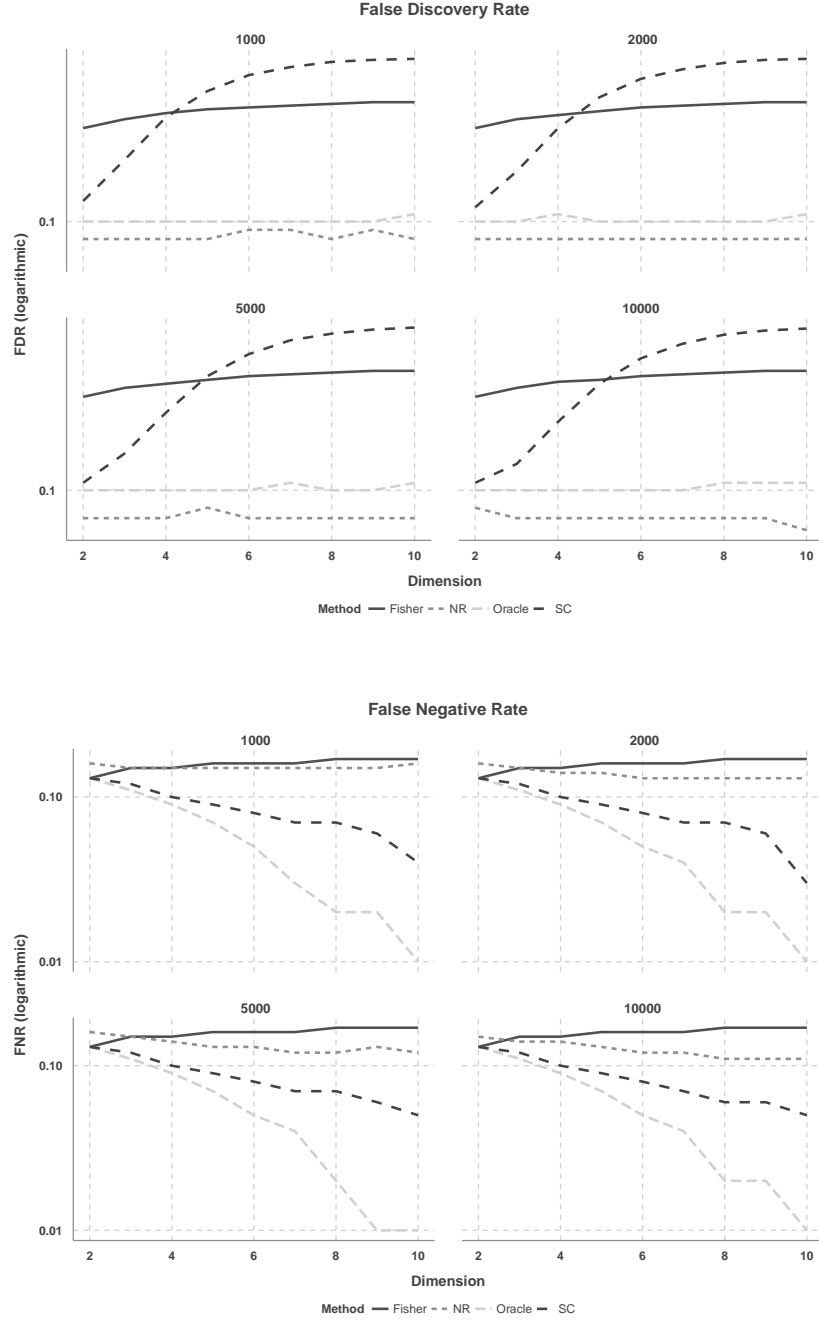 False Discovery Rate
1000 2000
0.1
5000 10000
0.1
FDR (logarithmic)
2 4 6 8 10 2 4 6 8 10
Dimension
Method Fisher NR Oracle SC
False Negative Rate
1000 2000
0.10
0.01
5000 10000
0.10
0.01
FNR (logarithmic)
2 4 6 8 10 2 4 6 8 10
Dimension
Method Fisher NR Oracle SC